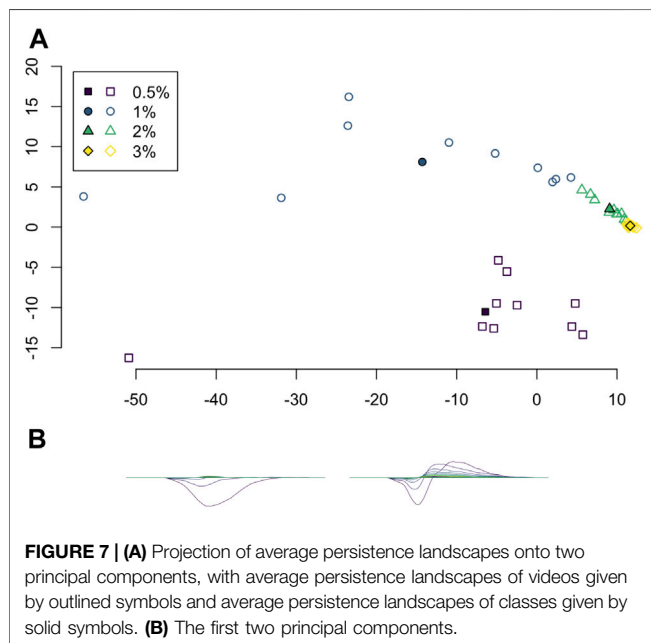 A
20
15
10
5
0
-5
-10
-15
0.5%
1%
2%
3%
-50 -40 -30 -20 -10 0 10
B
FIGURE 7 | (A) Projection of average persistence landscapes onto two
principal components, with average persistence landscapes of videos given
by outlined symbols and average persistence landscapes of classes given by
solid symbols. (B) The first two principal components.